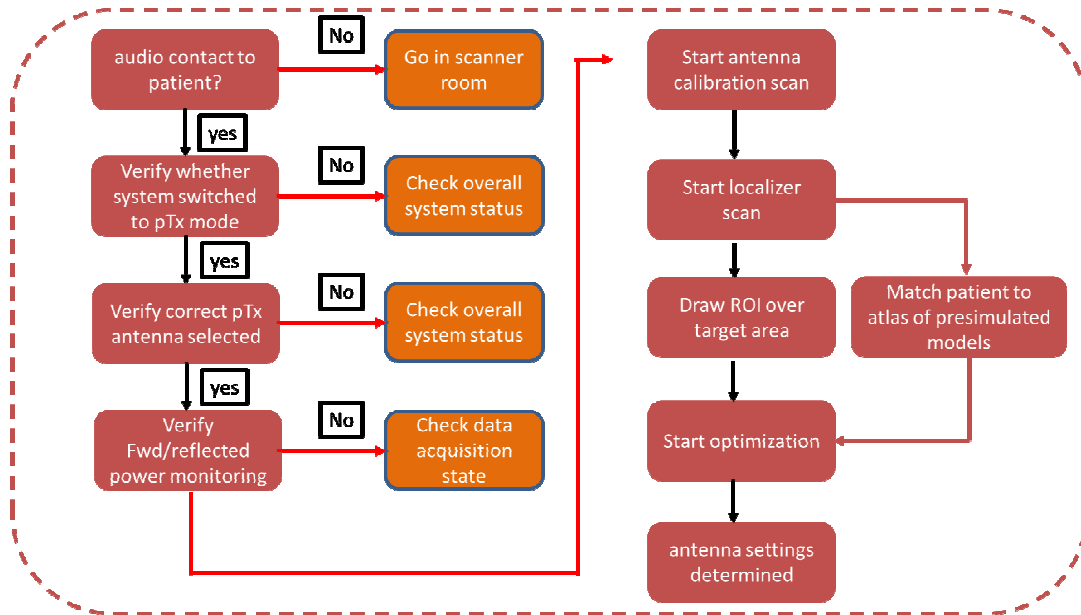 audio contact to
patient?
No
Go in scanner
room
yes
Verify whether
system switched
to pTx mode
No
Check overall
system status
yes
Verify correct pTx
antenna selected
No
Check overall
system status
yes
Verify
Fwd/reflected
power monitoring
No
Check data
acquisition
state
Start antenna
calibration scan
Start localizer
scan
Draw ROI over
target area
Match patient to
atlas of presimulated
models
Start optimization
antenna settings
determined